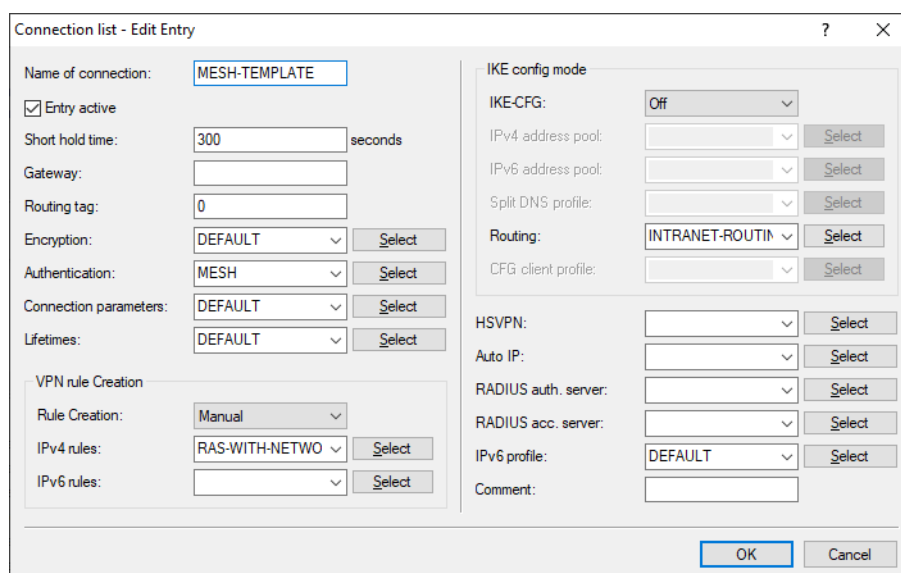 Connection list - Edit Entry
? ×
Name of connection: MESH-TEMPLATE
Entry active
Short hold time: 300 seconds
Gateway:
Routing tag: 0
Encryption: DEFAULT Select
Authentication: MESH Select
Connection parameters: DEFAULT Select
Lifetimes: DEFAULT Select
VPN rule Creation
Rule Creation: Manual
IPv4 rules: RAS-WITH-NETWO Select
IPv6 rules: Select
IKE config mode
IKE-CFG: Off
IPv4 address pool: Select
IPv6 address pool: Select
Split DNS profile: Select
Routing: INTRANET-ROUTIN Select
CFG client profile: Select
HSVPN: Select
Auto IP: Select
RADIUS auth. server: Select
RADIUS acc. server: Select
IPv6 profile: DEFAULT Select
Comment:
OK Cancel